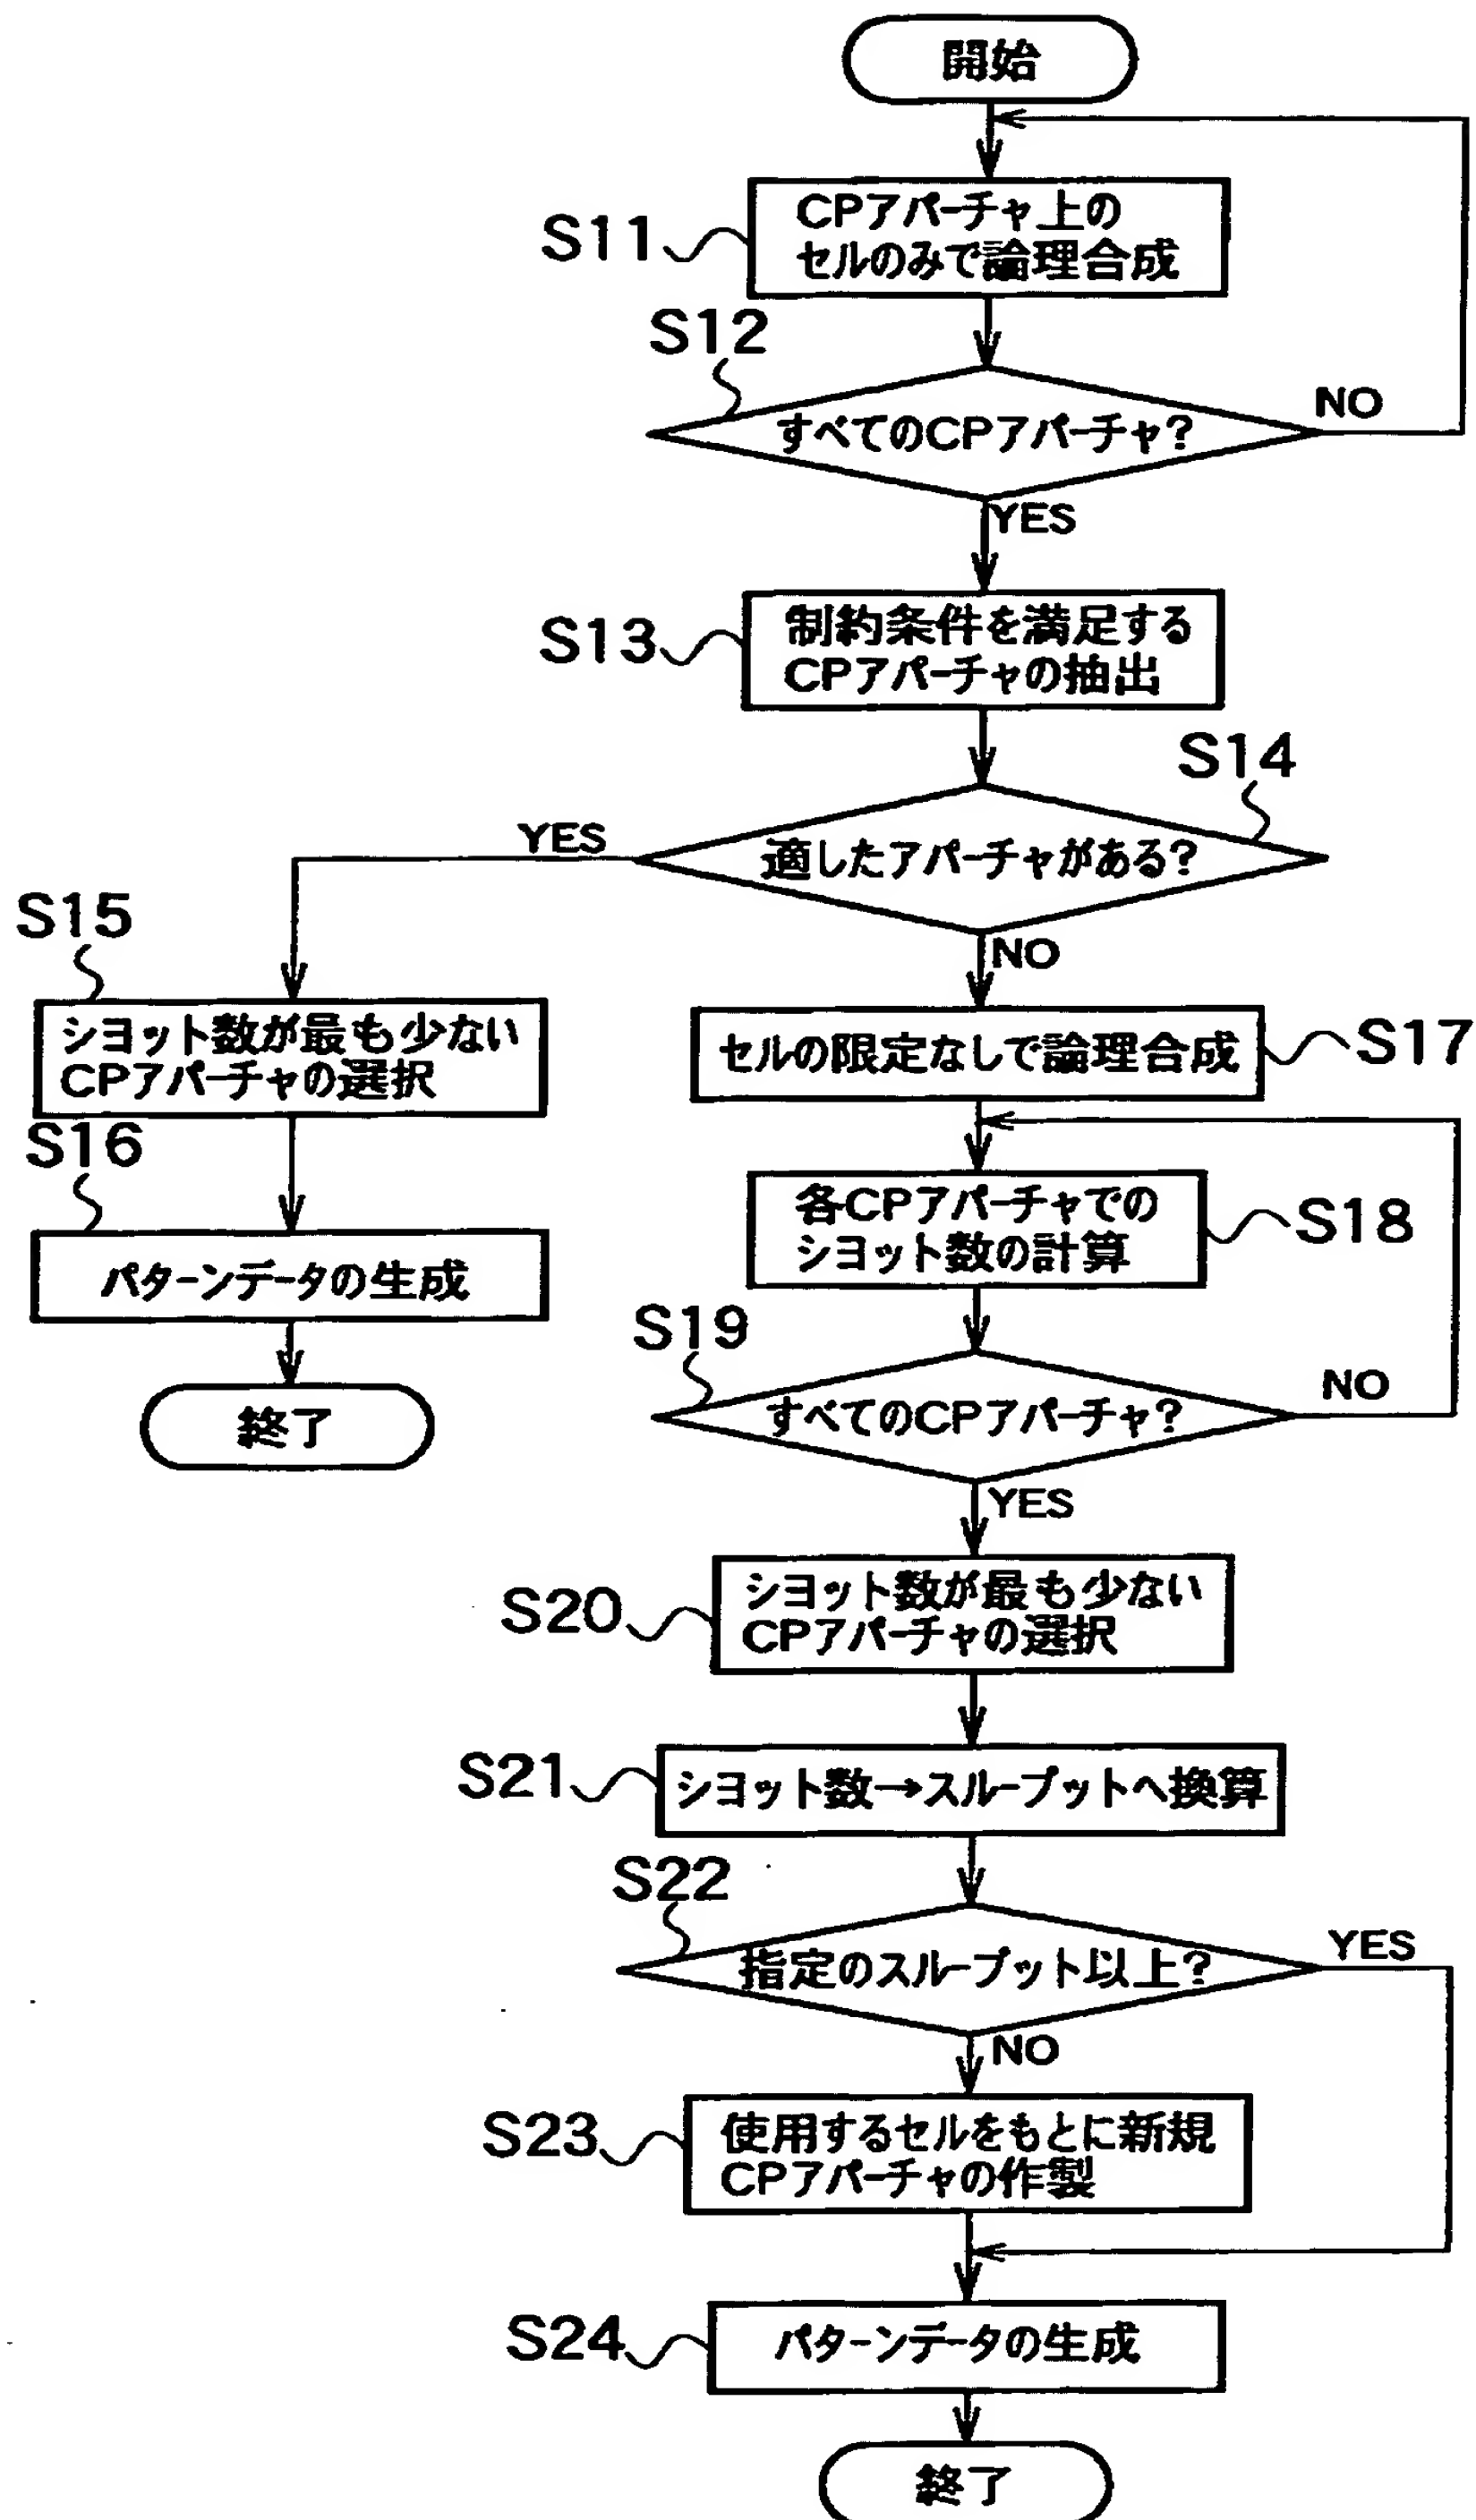 開始
S11
CPアパーチャ上の
セルのみで論理合成
S12
すべてのCPアパーチャ?
NO
YES
S13
制約条件を満足する
CPアパーチャの抽出
S14
適したアパーチャがある?
YES
NO
S15
ショット数が最も少ない
CPアパーチャの選択
S16
パターンデータの生成
終了
セルの限定なしで論理合成
S17
各CPアパーチャでの
ショット数の計算
S18
S19
すべてのCPアパーチャ?
NO
YES
S20
ショット数が最も少ない
CPアパーチャの選択
S21
ショット数→スループットへ換算
S22
指定のスループット以上?
YES
NO
S23
使用するセルをもとに新規
CPアパーチャの作製
S24
パターンデータの生成
終了